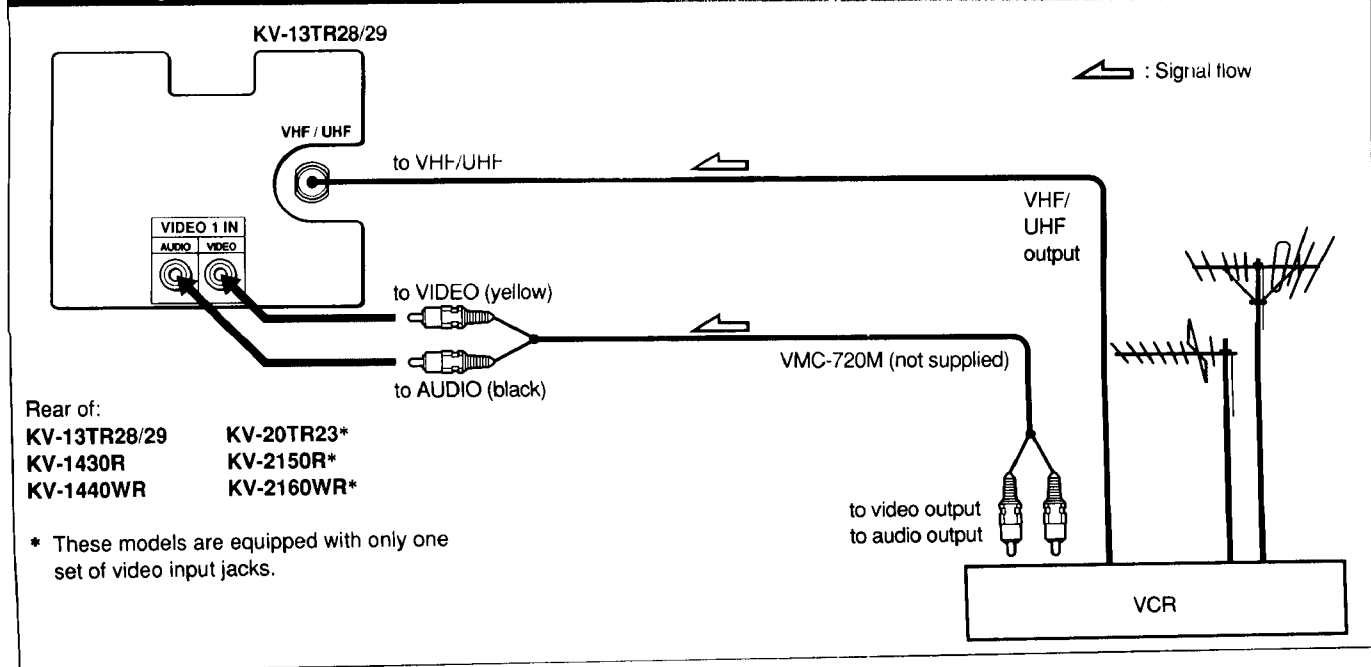 KV-13TR28/29
: Signal flow
VHF / UHF
to VHF/UHF
VHF/
UHF
output
VIDEO 1 IN
AUDIO VIDEO
to VIDEO (yellow)
VMC-720M (not supplied)
to AUDIO (black)
Rear of:
KV-13TR28/29 KV-20TR23*
KV-1430R KV-2150R*
KV-1440WR KV-2160WR*
to video output
to audio output
* These models are equipped with only one
set of video input jacks.
VCR